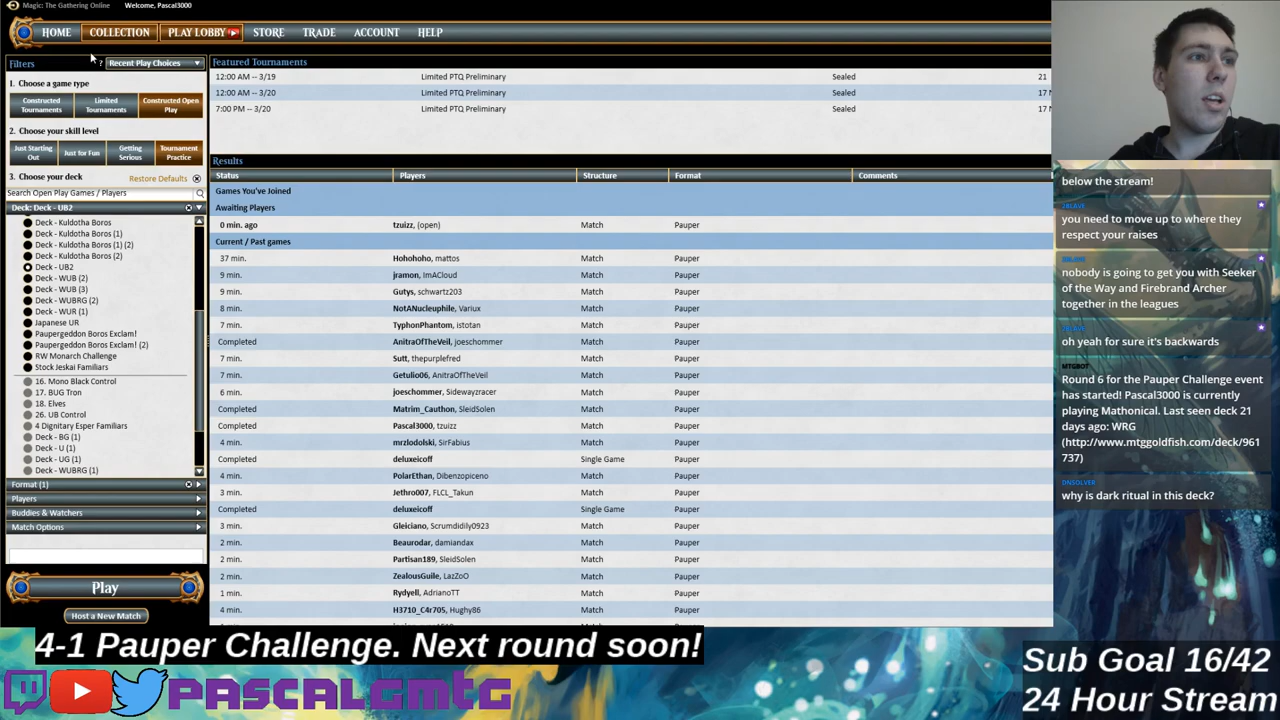 Magic: The Gathering Online Welcome, Pascal3000
HOME COLLECTION PLAY LOBBY STORE TRADE ACCOUNT HELP
Filters ? Recent Play Choices
1. Choose a game type
Constructed Tournaments Limited Tournaments Constructed Open Play
2. Choose your skill level
Just Starting Out Just for Fun Getting Serious Tournament Practice
3. Choose your deck Restore Defaults
Search Open Play Games / Players
Deck: Deck - UB2
Deck - Kuldotha Boros
Deck - Kuldotha Boros (1)
Deck - Kuldotha Boros (1) (2)
Deck - Kuldotha Boros (2)
Deck - UB2
Deck - WUB (2)
Deck - WUB (3)
Deck - WUBRG (2)
Deck - WUR (1)
Japanese UR
Paupergeddon Boros Exclam!
Paupergeddon Boros Exclam! (2)
RW Monarch Challenge
Stock Jeskai Familiars
16. Mono Black Control
17. BUG Tron
18. Elves
26. UB Control
4 Dignitary Esper Familiars
Deck - BG (1)
Deck - U (1)
Deck - UG (1)
Deck - WUBRG (1)
Format (1)
Players
Buddies & Watchers
Match Options
Play
Host a New Match
Featured Tournaments
12:00 AM -- 3/19 Limited PTQ Preliminary Sealed 21
12:00 AM -- 3/20 Limited PTQ Preliminary Sealed 17
7:00 PM -- 3/20 Limited PTQ Preliminary Sealed 17
Results
Status Players Structure Format Comments
Games You've Joined
Awaiting Players
0 min. ago tzuizz, (open) Match Pauper
Current / Past games
37 min. Hohohoho, mattos Match Pauper
9 min. jramon, ImACloud Match Pauper
9 min. Gutys, schwartz203 Match Pauper
8 min. NotANucleuphile, Variux Match Pauper
7 min. TyphonPhantom, istotan Match Pauper
Completed AnitraOfTheVeil, joeschommer Match Pauper
7 min. Sutt, thepurplefred Match Pauper
7 min. Getulio06, AnitraOfTheVeil Match Pauper
6 min. joeschommer, Sidewayzracer Match Pauper
Completed Matrim_Cauthon, SleidSolen Match Pauper
Completed Pascal3000, tzuizz Match Pauper
4 min. mrzlodolski, SirFabius Match Pauper
Completed deluxeicoff Single Game Pauper
4 min. PolarEthan, Dibenzopiceno Match Pauper
3 min. Jethro007, FLCL_Takun Match Pauper
Completed deluxeicoff Single Game Pauper
3 min. Gleiciano, Scrumdidily0923 Match Pauper
2 min. Beaurodar, damiandax Match Pauper
2 min. Partisan189, SleidSolen Match Pauper
2 min. ZealousGuile, LazZoO Match Pauper
1 min. Rydyell, AdrianoTT Match Pauper
4 min. H3710_C4r705, Hughy86 Match Pauper
below the stream!
you need to move up to where they
respect your raises
nobody is going to get you with Seeker
of the Way and Firebrand Archer
together in the leagues
oh yeah for sure it's backwards
MTGBOT
Round 6 for the Pauper Challenge event
has started! Pascal3000 is currently
playing Mathonical. Last seen deck 21
days ago: WRG
(http://www.mtggoldfish.com/deck/961
737)
DNSOLVER
why is dark ritual in this deck?
4-1 Pauper Challenge. Next round soon!
PASCALGMTG
Sub Goal 16/42
24 Hour Stream